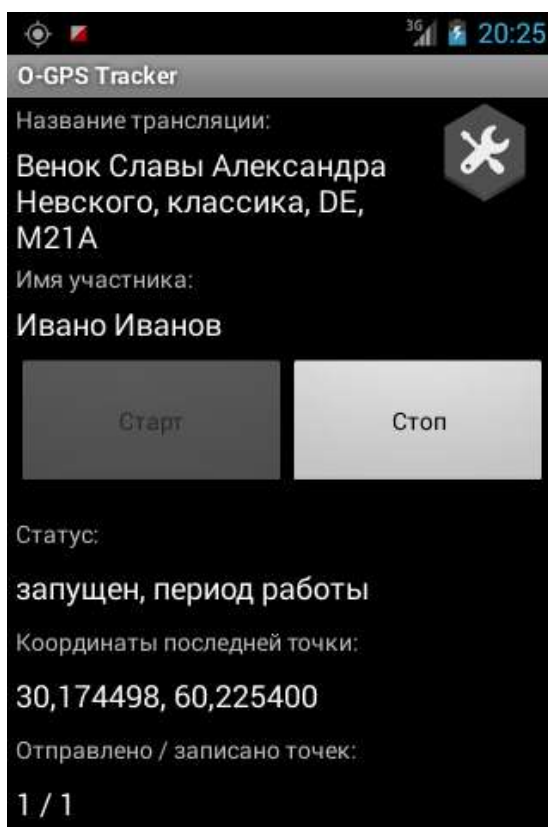 3G 20:25
O-GPS Tracker
Название трансляции:
Венок Славы Александра
Невского, классика, DE,
M21A
Имя участника:
Ивано Иванов
Старт Стоп
Статус:
запущен, период работы
Координаты последней точки:
30,174498, 60,225400
Отправлено / записано точек:
1 / 1